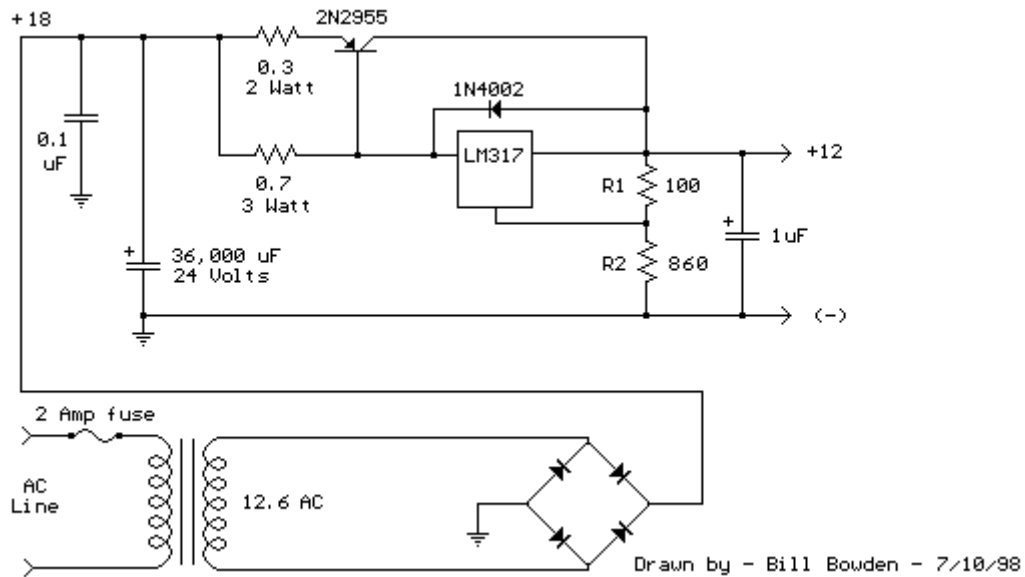 +18
2N2955
0.3
2 Watt
1N4002
0.1
uF
LM317
+12
0.7
3 Watt
R1 100
+
1uF
+
36,000 uF
24 Volts
R2 860
(-)
2 Amp fuse
AC
Line
12.6 AC
Drawn by - Bill Bowden - 7/10/98